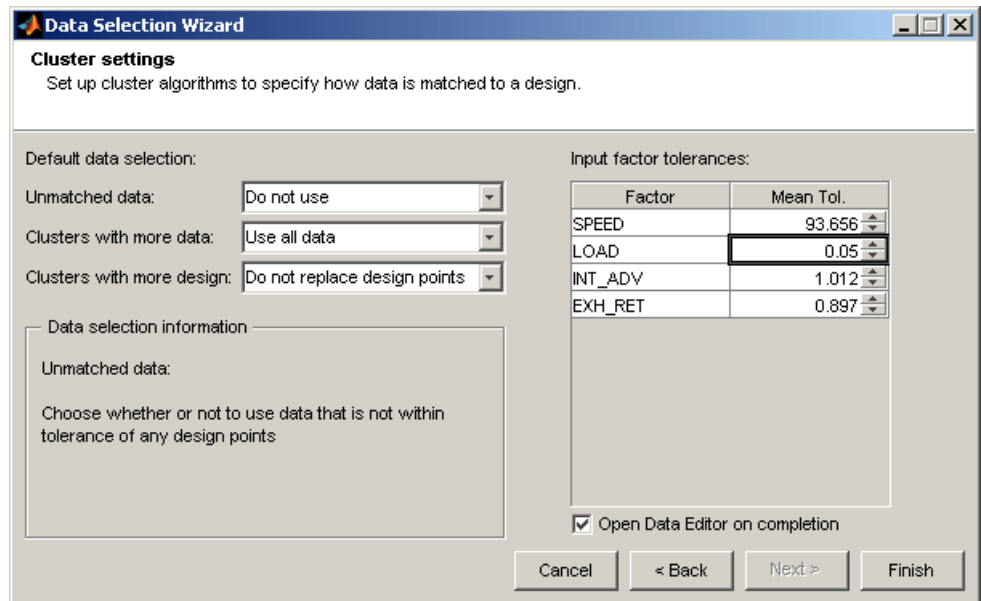 Data Selection Wizard
Cluster settings
Set up cluster algorithms to specify how data is matched to a design.
Default data selection:
Unmatched data: Do not use
Clusters with more data: Use all data
Clusters with more design: Do not replace design points
Data selection information
Unmatched data:
Choose whether or not to use data that is not within
tolerance of any design points
Input factor tolerances:
Factor Mean Tol.
SPEED 93.656
LOAD 0.05
INT_ADV 1.012
EXH_RET 0.897
Open Data Editor on completion
Cancel < Back Next > Finish